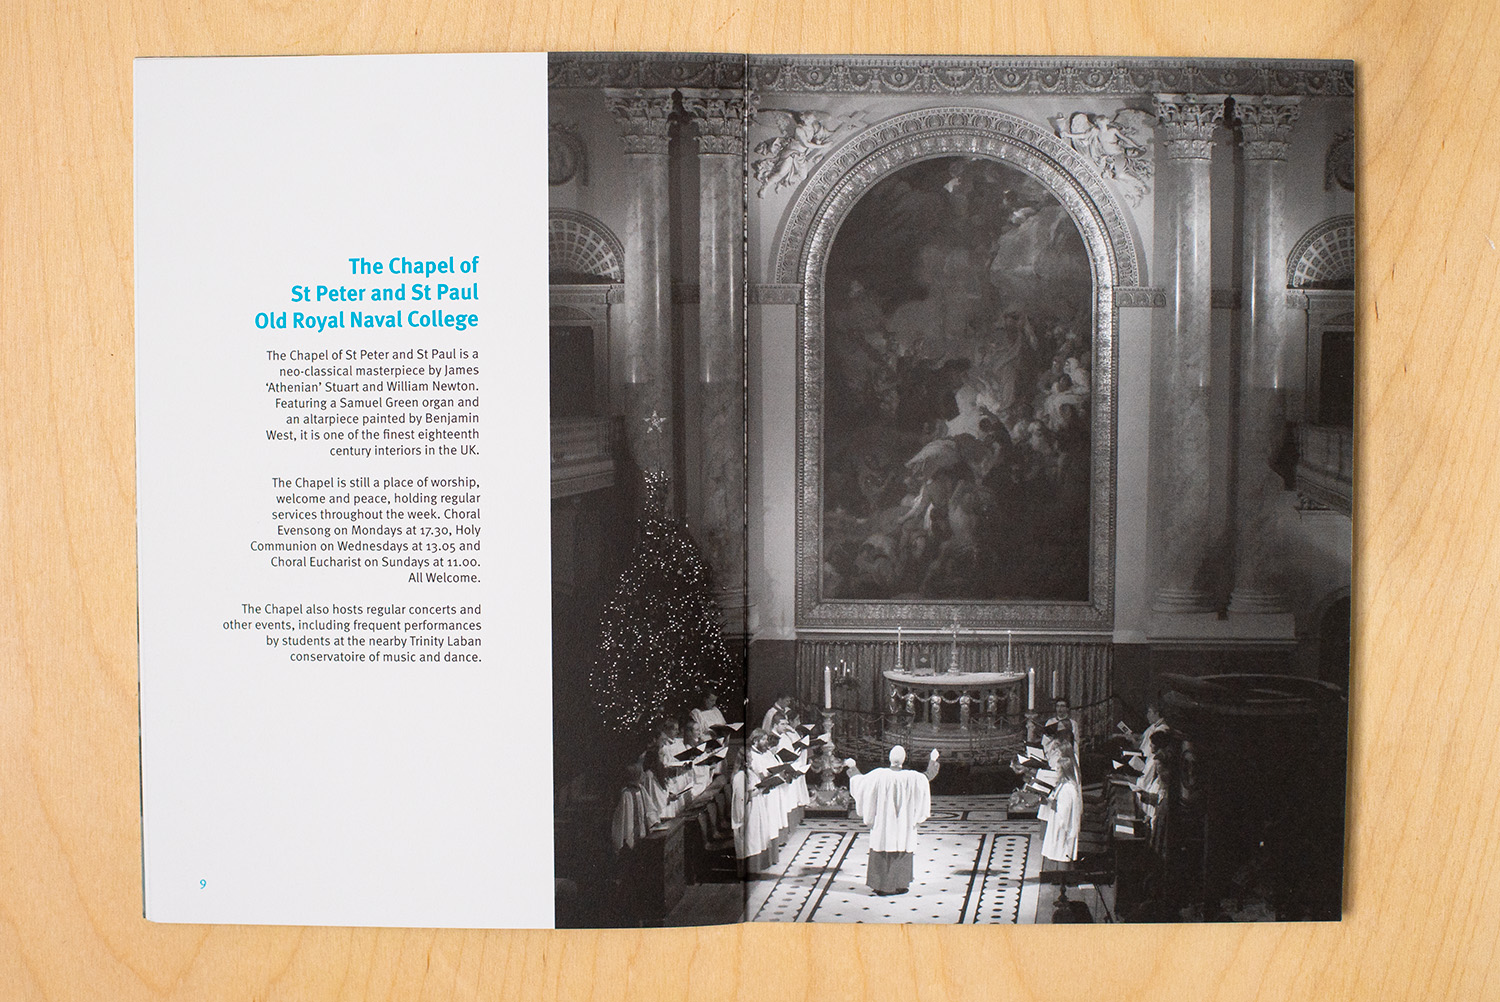 The Chapel of
St Peter and St Paul
Old Royal Naval College
The Chapel of St Peter and St Paul is a
neo-classical masterpiece by James
‘Athenian’ Stuart and William Newton.
Featuring a Samuel Green organ and
an altarpiece painted by Benjamin
West, it is one of the finest eighteenth
century interiors in the UK.
The Chapel is still a place of worship,
welcome and peace, holding regular
services throughout the week. Choral
Evensong on Mondays at 17.30, Holy
Communion on Wednesdays at 13.05 and
Choral Eucharist on Sundays at 11.00.
All Welcome.
The Chapel also hosts regular concerts and
other events, including frequent performances
by students at the nearby Trinity Laban
conservatoire of music and dance.
9